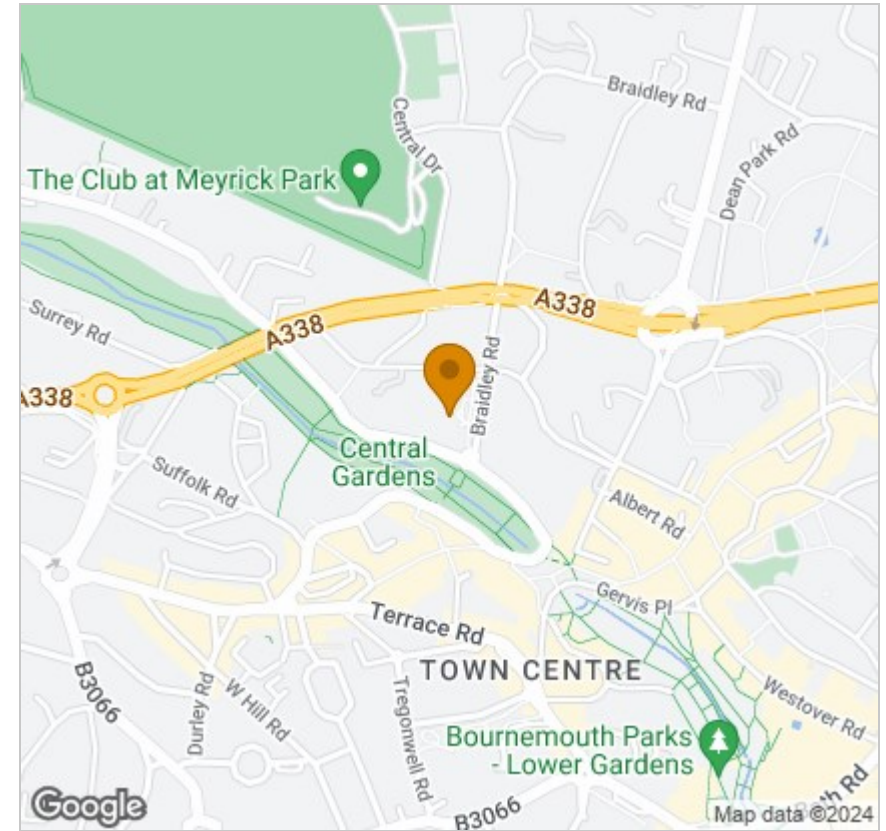 Braidley Rd
Central Dr
Dean Park Rd
The Club at Meyrick Park
A338
A338
Surrey Rd
A338
Braidley Rd
Central
Gardens
Suffolk Rd
Albert Rd
Gervis Pl
Terrace Rd
TOWN CENTRE
B3066
Durley Rd
W Hill Rd
Tregonwell Rd
Westover Rd
Bournemouth Parks
- Lower Gardens
B3066
Google
Map data ©2024